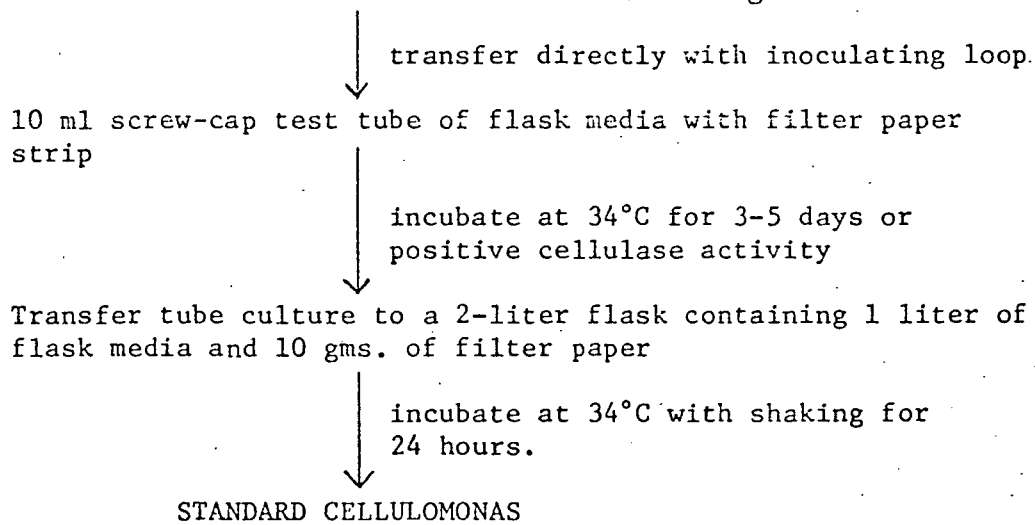 transfer directly with inoculating loop.
10 ml screw-cap test tube of flask media with filter paper
strip
incubate at 34°C for 3-5 days or
positive cellulase activity
Transfer tube culture to a 2-liter flask containing 1 liter of
flask media and 10 gms. of filter paper
incubate at 34°C with shaking for
24 hours.
STANDARD CELLULOMONAS